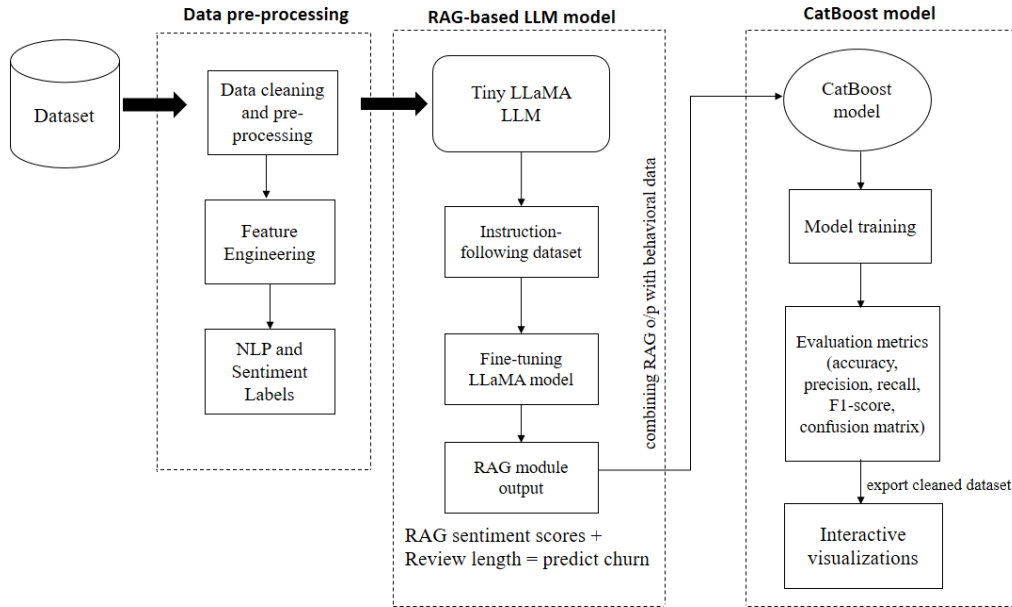 Data pre-processing
RAG-based LLM model
CatBoost model
Dataset
Data cleaning
and pre-
processing
Feature
Engineering
NLP and
Sentiment
Labels
Tiny LLaMA
LLM
Instruction-
following dataset
Fine-tuning
LLaMA model
RAG module
output
RAG sentiment scores +
Review length = predict churn
combining RAG o/p with behavioral data
CatBoost
model
Model training
Evaluation metrics
(accuracy,
precision, recall,
F1-score,
confusion matrix)
export cleaned dataset
Interactive
visualizations